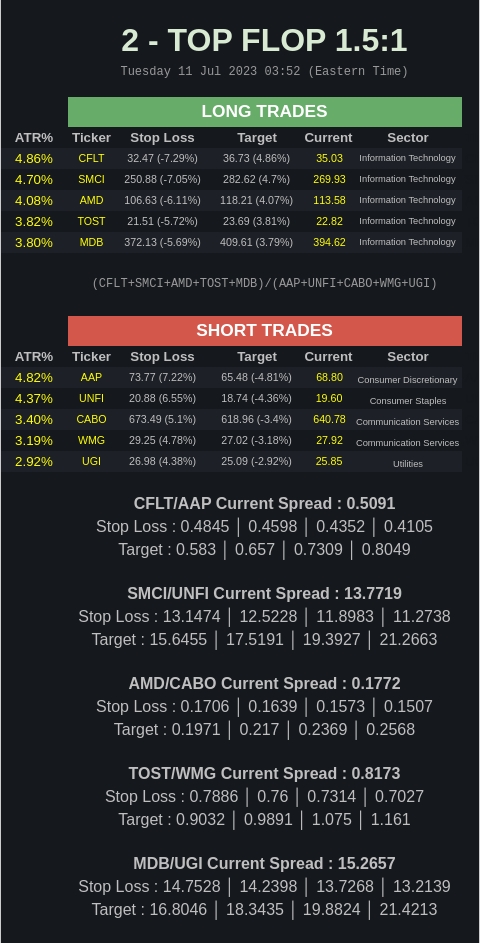 2 - TOP FLOP 1.5:1
Tuesday 11 Jul 2023 03:52 (Eastern Time)
LONG TRADES
ATR% Ticker Stop Loss Target Current Sector
4.86% CFLT 32.47 (-7.29%) 36.73 (4.86%) 35.03 Information Technology
4.70% SMCI 250.88 (-7.05%) 282.62 (4.7%) 269.93 Information Technology
4.08% AMD 106.63 (-6.11%) 118.21 (4.07%) 113.58 Information Technology
3.82% TOST 21.51 (-5.72%) 23.69 (3.81%) 22.82 Information Technology
3.80% MDB 372.13 (-5.69%) 409.61 (3.79%) 394.62 Information Technology
(CFLT+SMCI+AMD+TOST+MDB)/(AAP+UNFI+CABO+WMG+UGI)
SHORT TRADES
ATR% Ticker Stop Loss Target Current Sector
4.82% AAP 73.77 (7.22%) 65.48 (-4.81%) 68.80 Consumer Discretionary
4.37% UNFI 20.88 (6.55%) 18.74 (-4.36%) 19.60 Consumer Staples
3.40% CABO 673.49 (5.1%) 618.96 (-3.4%) 640.78 Communication Services
3.19% WMG 29.25 (4.78%) 27.02 (-3.18%) 27.92 Communication Services
2.92% UGI 26.98 (4.38%) 25.09 (-2.92%) 25.85 Utilities
CFLT/AAP Current Spread : 0.5091
Stop Loss : 0.4845 │ 0.4598 │ 0.4352 │ 0.4105
Target : 0.583 │ 0.657 │ 0.7309 │ 0.8049
SMCI/UNFI Current Spread : 13.7719
Stop Loss : 13.1474 │ 12.5228 │ 11.8983 │ 11.2738
Target : 15.6455 │ 17.5191 │ 19.3927 │ 21.2663
AMD/CABO Current Spread : 0.1772
Stop Loss : 0.1706 │ 0.1639 │ 0.1573 │ 0.1507
Target : 0.1971 │ 0.217 │ 0.2369 │ 0.2568
TOST/WMG Current Spread : 0.8173
Stop Loss : 0.7886 │ 0.76 │ 0.7314 │ 0.7027
Target : 0.9032 │ 0.9891 │ 1.075 │ 1.161
MDB/UGI Current Spread : 15.2657
Stop Loss : 14.7528 │ 14.2398 │ 13.7268 │ 13.2139
Target : 16.8046 │ 18.3435 │ 19.8824 │ 21.4213